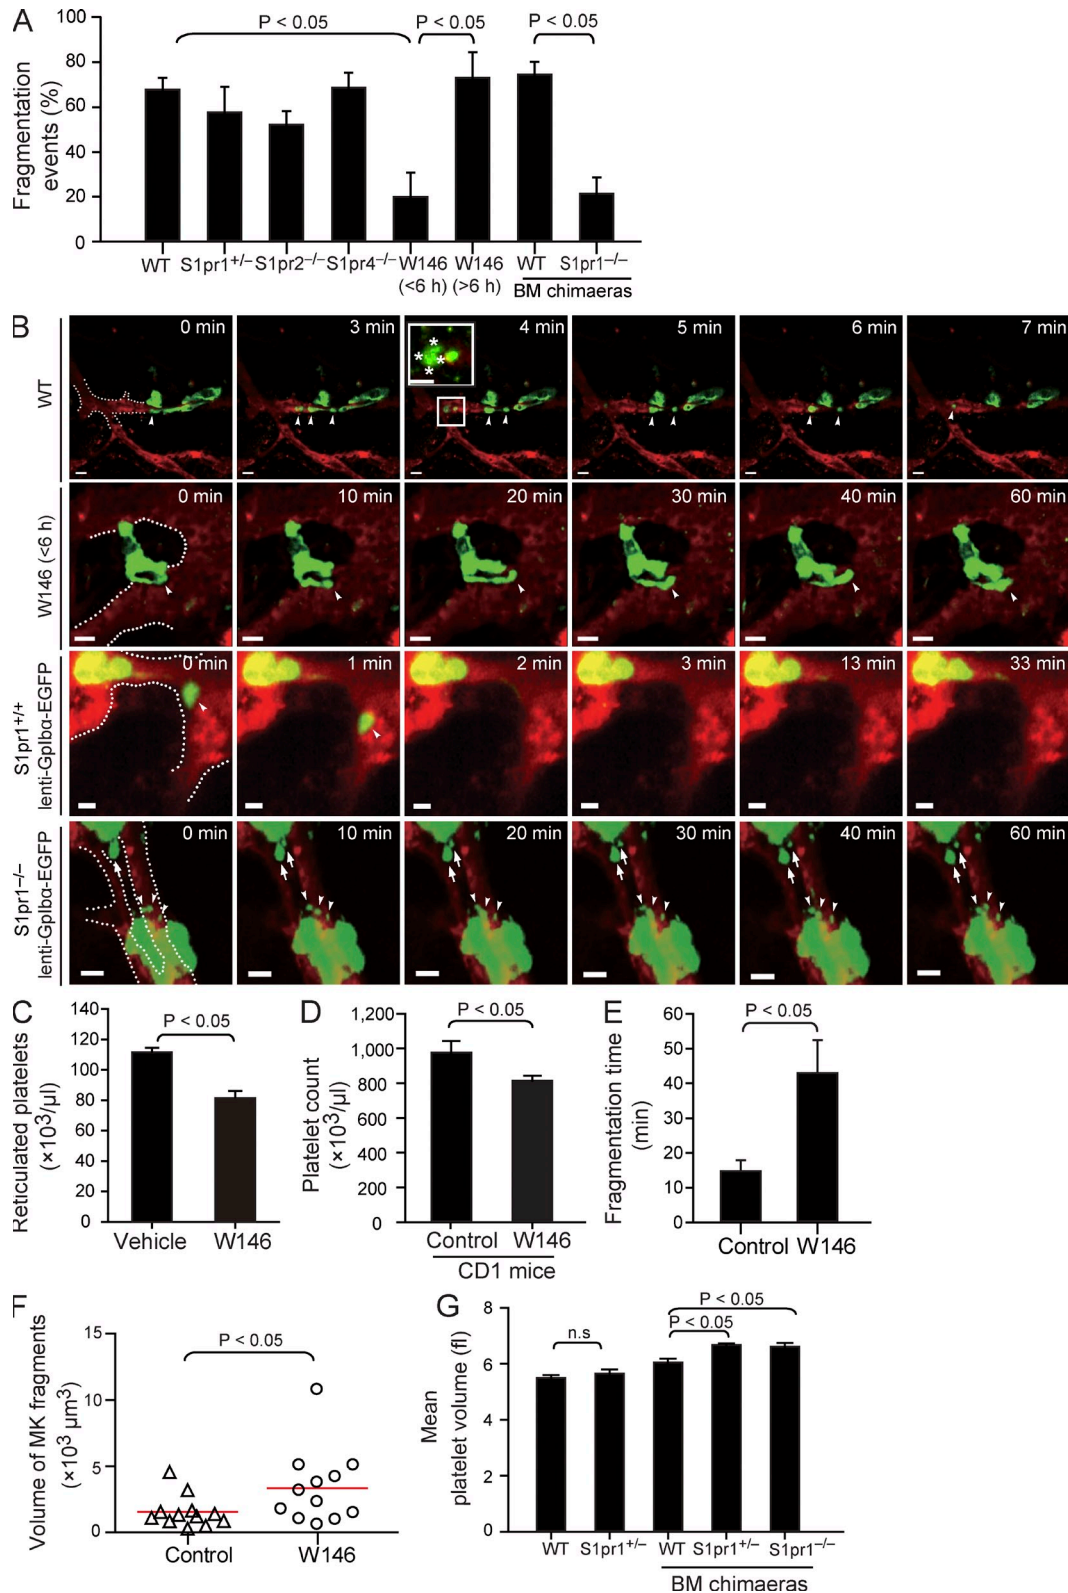 A
P < 0.05
P < 0.05
P < 0.05
Fragmentation
events (%)
100
80
60
40
20
0
WT
S1pr1+/–
S1pr2–/–
S1pr4–/–
W146
(<6 h)
W146
(>6 h)
WT
S1pr1–/–
BM chimaeras
B
WT
0 min
3 min
4 min
5 min
6 min
7 min
* * * *
W146 (<6 h)
0 min
10 min
20 min
30 min
40 min
60 min
S1pr1+/+
lenti-GpIbα-EGFP
0 min
1 min
2 min
3 min
13 min
33 min
S1pr1–/–
lenti-GpIbα-EGFP
0 min
10 min
20 min
30 min
40 min
60 min
C
P < 0.05
Reticulated platelets
(×10³/µl)
140
120
100
80
60
40
20
0
Vehicle
W146
D
P < 0.05
Platelet count
(×10³/µl)
1,200
1,000
800
600
400
200
0
Control
W146
CD1 mice
E
P < 0.05
Fragmentation time
(min)
60
50
40
30
20
10
0
Control
W146
F
P < 0.05
Volume of MK fragments
(×10³ µm³)
15
10
5
0
Control
W146
G
P < 0.05
P < 0.05
n.s
Mean
platelet volume (fl)
8
6
4
2
0
WT
S1pr1+/–
WT
S1pr1+/–
S1pr1–/–
BM chimaeras